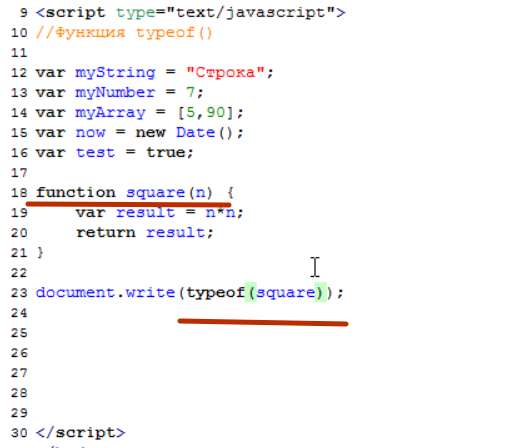 9 <script type="text/javascript">
10 //функция typeof()
11
12 var myString = "Строка";
13 var myNumber = 7;
14 var myArray = [5,90];
15 var now = new Date();
16 var test = true;
17
18 function square(n) {
19 var result = n*n;
20 return result;
21 }
22
23 document.write(typeof(square));
24
25
26
27
28
29
30 </script>